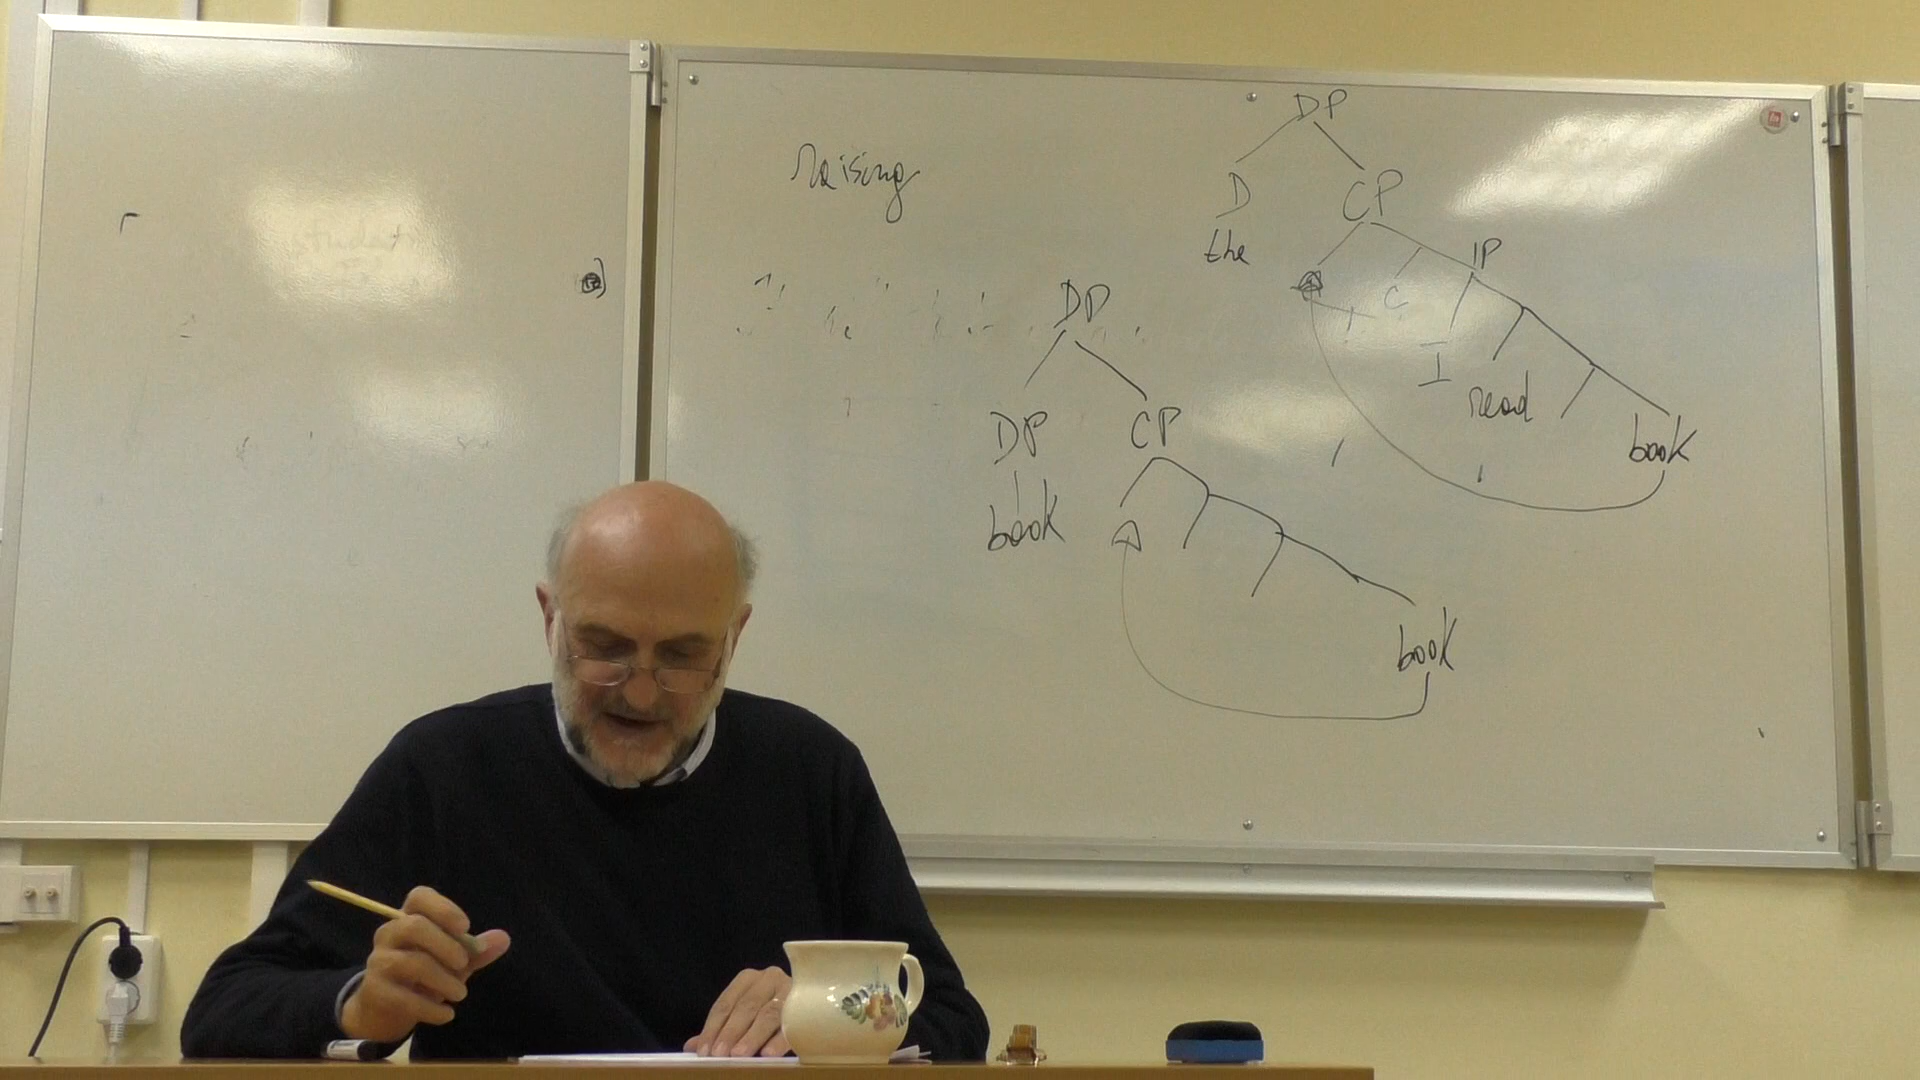 DP
raising
D CP
the
IP
C
DP
I
read
DP CP
book
book
book